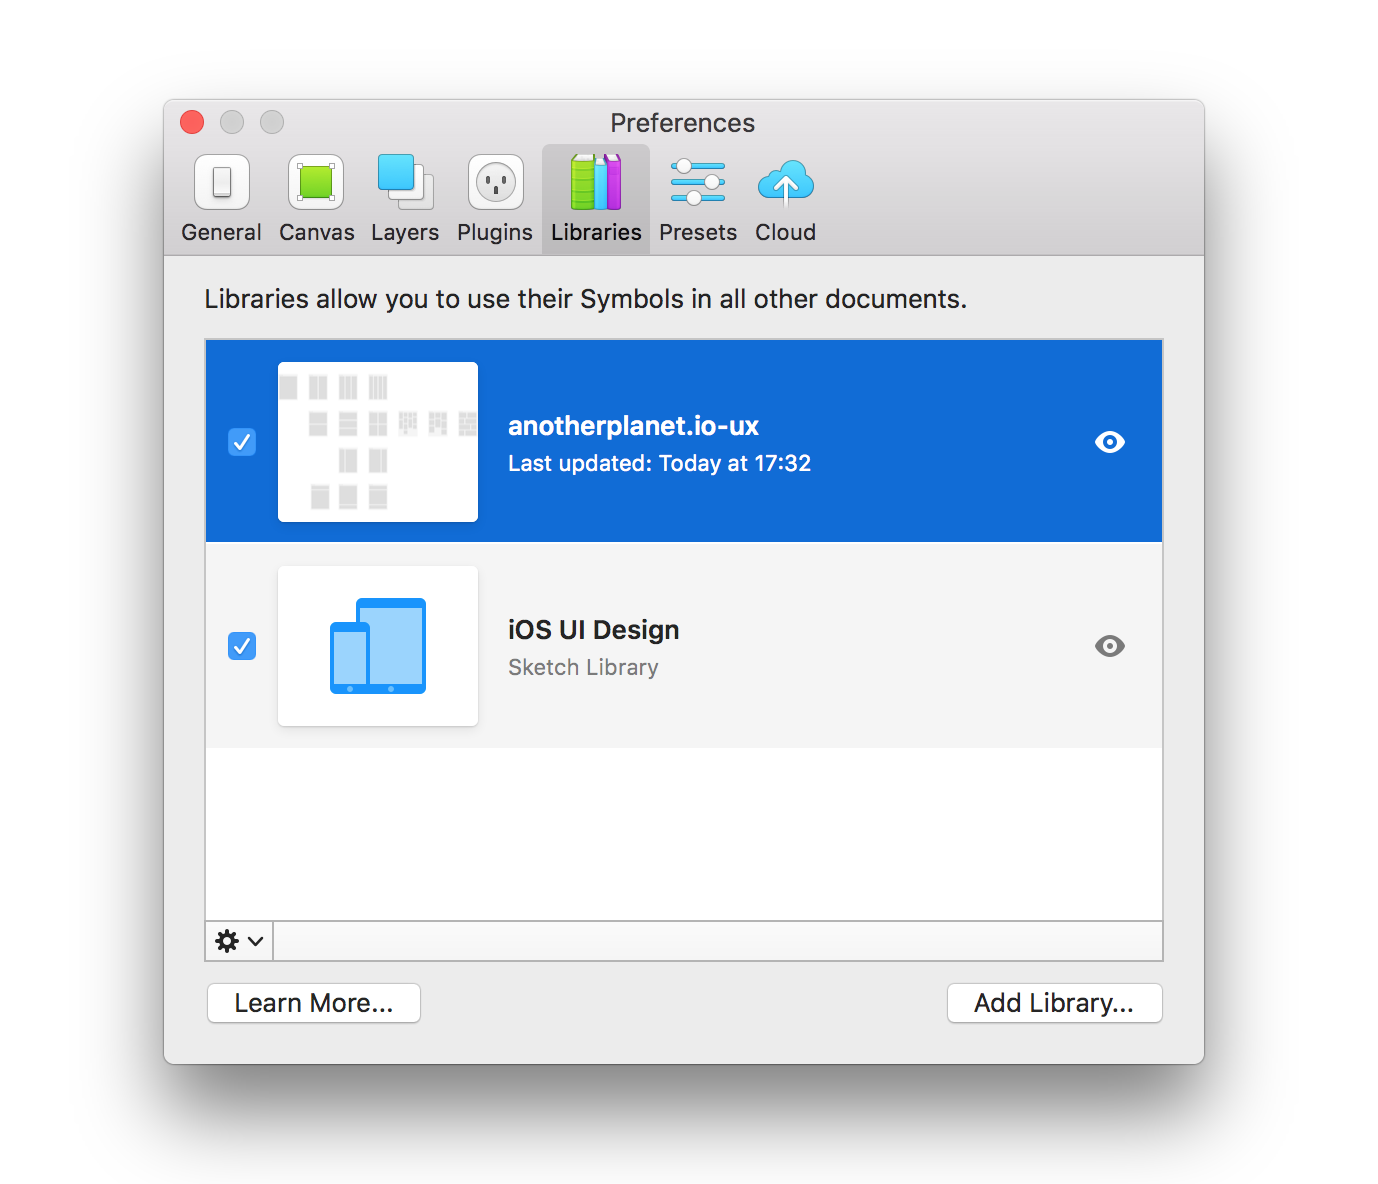 Preferences
General Canvas Layers Plugins Libraries Presets Cloud
Libraries allow you to use their Symbols in all other documents.
anotherplanet.io-ux
Last updated: Today at 17:32
iOS UI Design
Sketch Library
Learn More... Add Library...